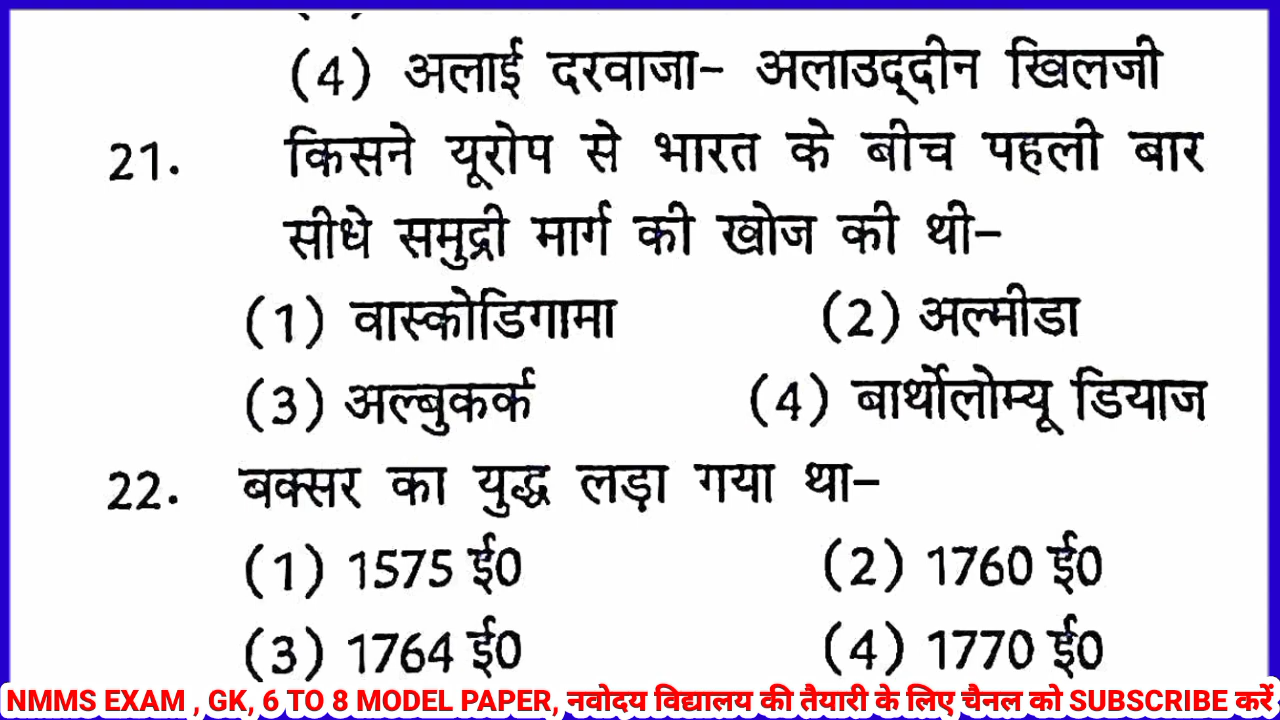 (4) अलाई दरवाजा- अलाउद्दीन खिलजी
21. किसने यूरोप से भारत के बीच पहली बार
सीधे समुद्री मार्ग की खोज की थी-
(1) वास्कोडिगामा (2) अल्मीडा
(3) अल्बुकर्क (4) बार्थोलोम्यू डियाज
22. बक्सर का युद्ध लड़ा गया था-
(1) 1575 ई0 (2) 1760 ई0
(3) 1764 ई0 (4) 1770 ई0
NMMS EXAM , GK, 6 TO 8 MODEL PAPER, नवोदय विद्यालय की तैयारी के लिए चैनल को SUBSCRIBE करें